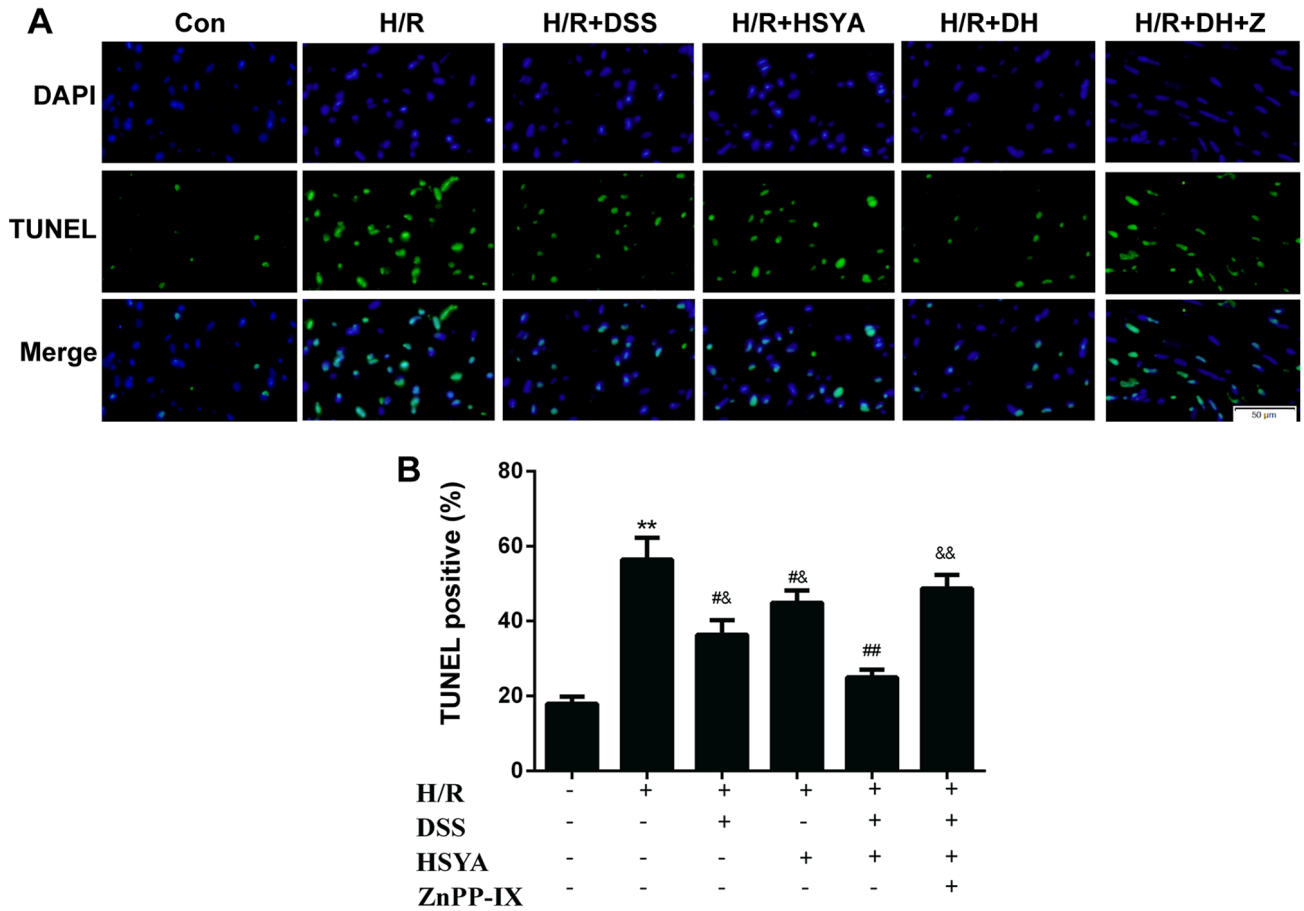 A
Con H/R H/R+DSS H/R+HSYA H/R+DH H/R+DH+Z
DAPI
TUNEL
Merge
50 µm
B
TUNEL positive (%)
80
60
40
20
0
**
#&
#&
##
&&
H/R - + + + + +
DSS - - + - + +
HSYA - - - + + +
ZnPP-IX - - - - - +